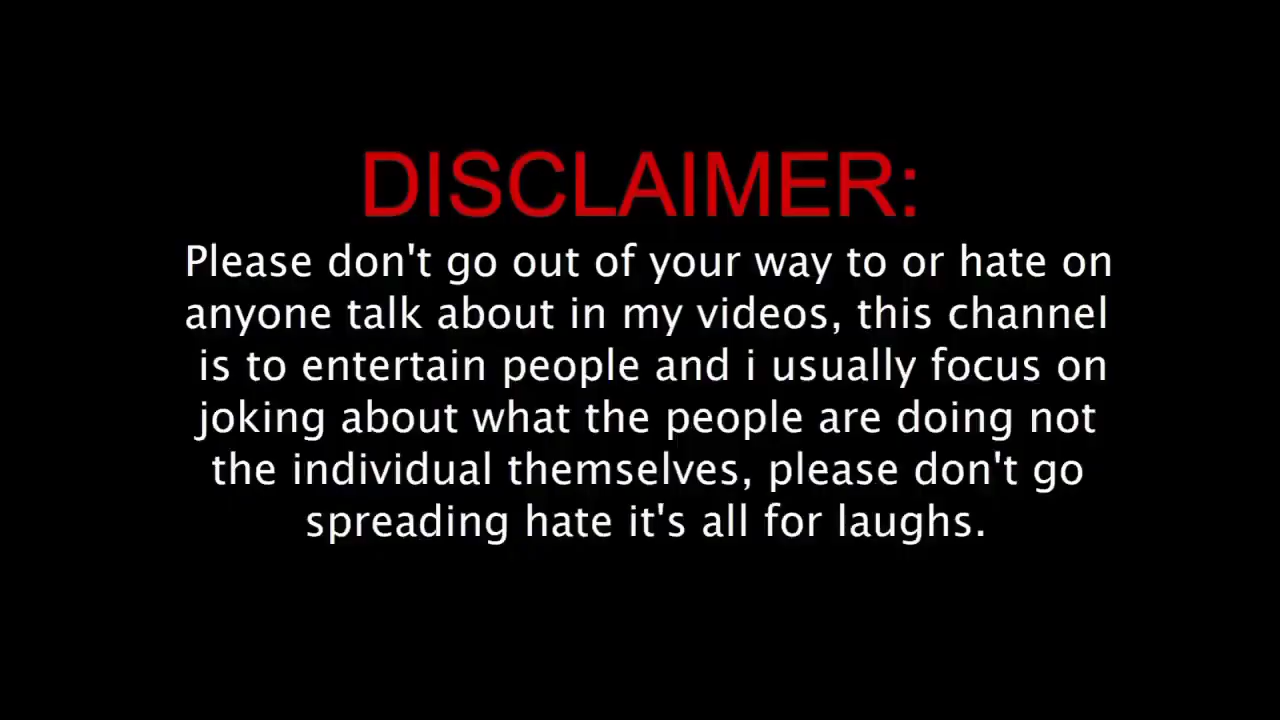 DISCLAIMER:
Please don't go out of your way to or hate on
anyone talk about in my videos, this channel
is to entertain people and i usually focus on
joking about what the people are doing not
the individual themselves, please don't go
spreading hate it's all for laughs.